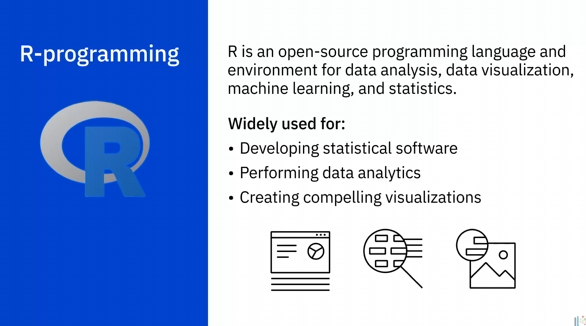 R-programming
R
R is an open-source programming language and
environment for data analysis, data visualization,
machine learning, and statistics.
Widely used for:
• Developing statistical software
• Performing data analytics
• Creating compelling visualizations